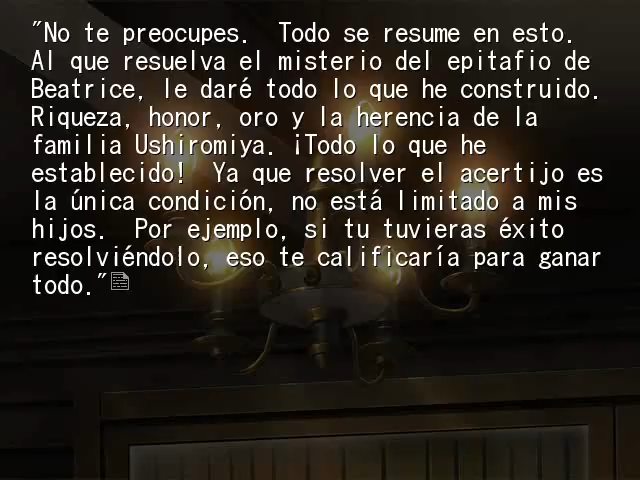 "No te preocupes.  Todo se resume en esto.
Al que resuelva el misterio del epitafio de
Beatrice, le daré todo lo que he construido.
Riqueza, honor, oro y la herencia de la
familia Ushiromiya. ¡Todo lo que he
establecido!  Ya que resolver el acertijo es
la única condición, no está limitado a mis
hijos.  Por ejemplo, si tu tuvieras éxito
resolviéndolo, eso te calificaría para ganar
todo."